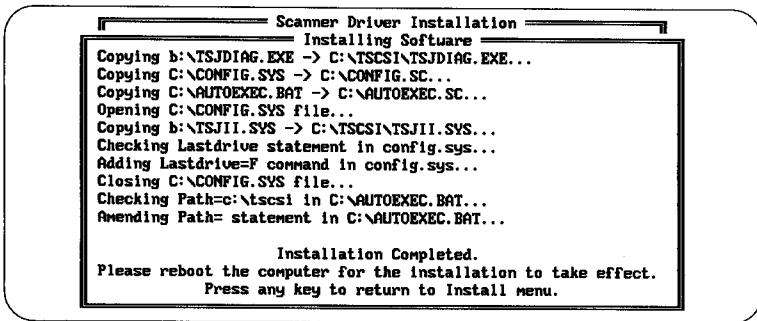 Scanner Driver Installation
Installing Software
Copying b:\TSJDIAG.EXE -> C:\TSCSI\TSJDIAG.EXE...
Copying C:\CONFIG.SYS -> C:\CONFIG.SC...
Copying C:\AUTOEXEC.BAT -> C:\AUTOEXEC.SC...
Opening C:\CONFIG.SYS file...
Copying b:\TSJII.SYS -> C:\TSCSI\TSJII.SYS...
Checking Lastdrive statement in config.sys...
Adding Lastdrive=F command in config.sys...
Closing C:\CONFIG.SYS file...
Checking Path=c:\tscsi in C:\AUTOEXEC.BAT...
Amending Path= statement in C:\AUTOEXEC.BAT...
Installation Completed.
Please reboot the computer for the installation to take effect.
Press any key to return to Install menu.